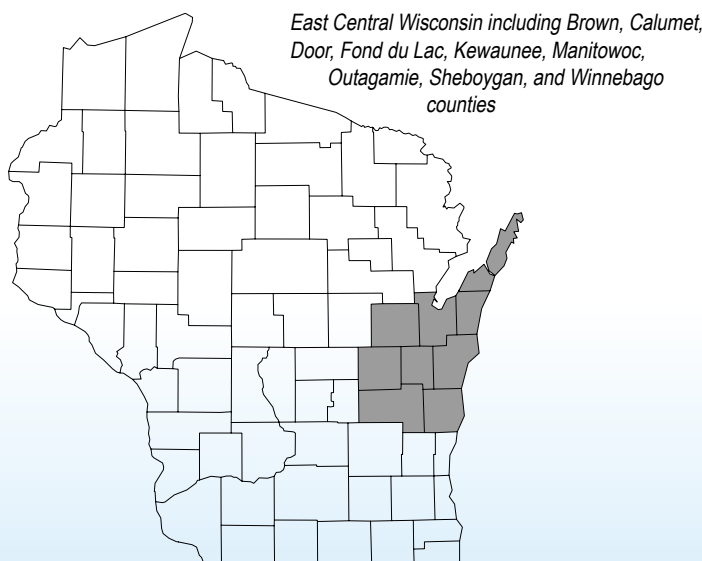 East Central Wisconsin including Brown, Calumet,
Door, Fond du Lac, Kewaunee, Manitowoc,
Outagamie, Sheboygan, and Winnebago
counties